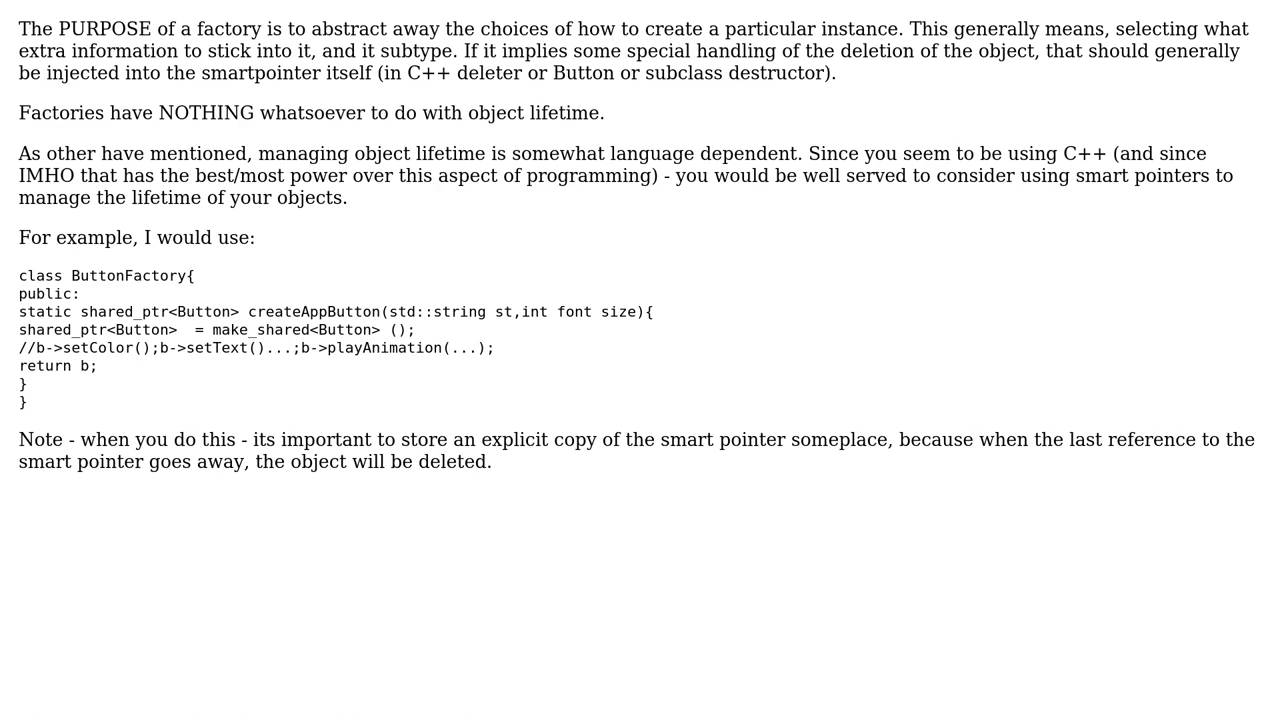 The PURPOSE of a factory is to abstract away the choices of how to create a particular instance. This generally means, selecting what
extra information to stick into it, and it subtype. If it implies some special handling of the deletion of the object, that should generally
be injected into the smartpointer itself (in C++ deleter or Button or subclass destructor).
Factories have NOTHING whatsoever to do with object lifetime.
As other have mentioned, managing object lifetime is somewhat language dependent. Since you seem to be using C++ (and since
IMHO that has the best/most power over this aspect of programming) - you would be well served to consider using smart pointers to
manage the lifetime of your objects.
For example, I would use:
class ButtonFactory{
public:
static shared_ptr<Button> createAppButton(std::string st,int font size){
shared_ptr<Button>  = make_shared<Button> ();
//b->setColor();b->setText()...;b->playAnimation(...);
return b;
}
}
Note - when you do this - its important to store an explicit copy of the smart pointer someplace, because when the last reference to the
smart pointer goes away, the object will be deleted.